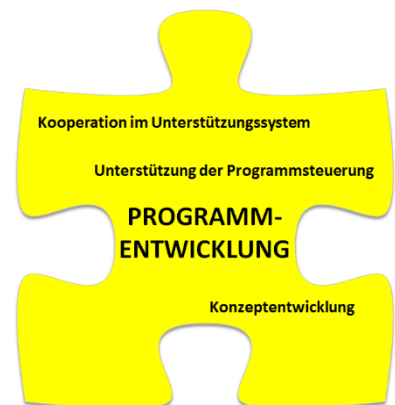 Kooperation im Unterstützungssystem
Unterstützung der Programmsteuerung
PROGRAMM-
ENTWICKLUNG
Konzeptentwicklung